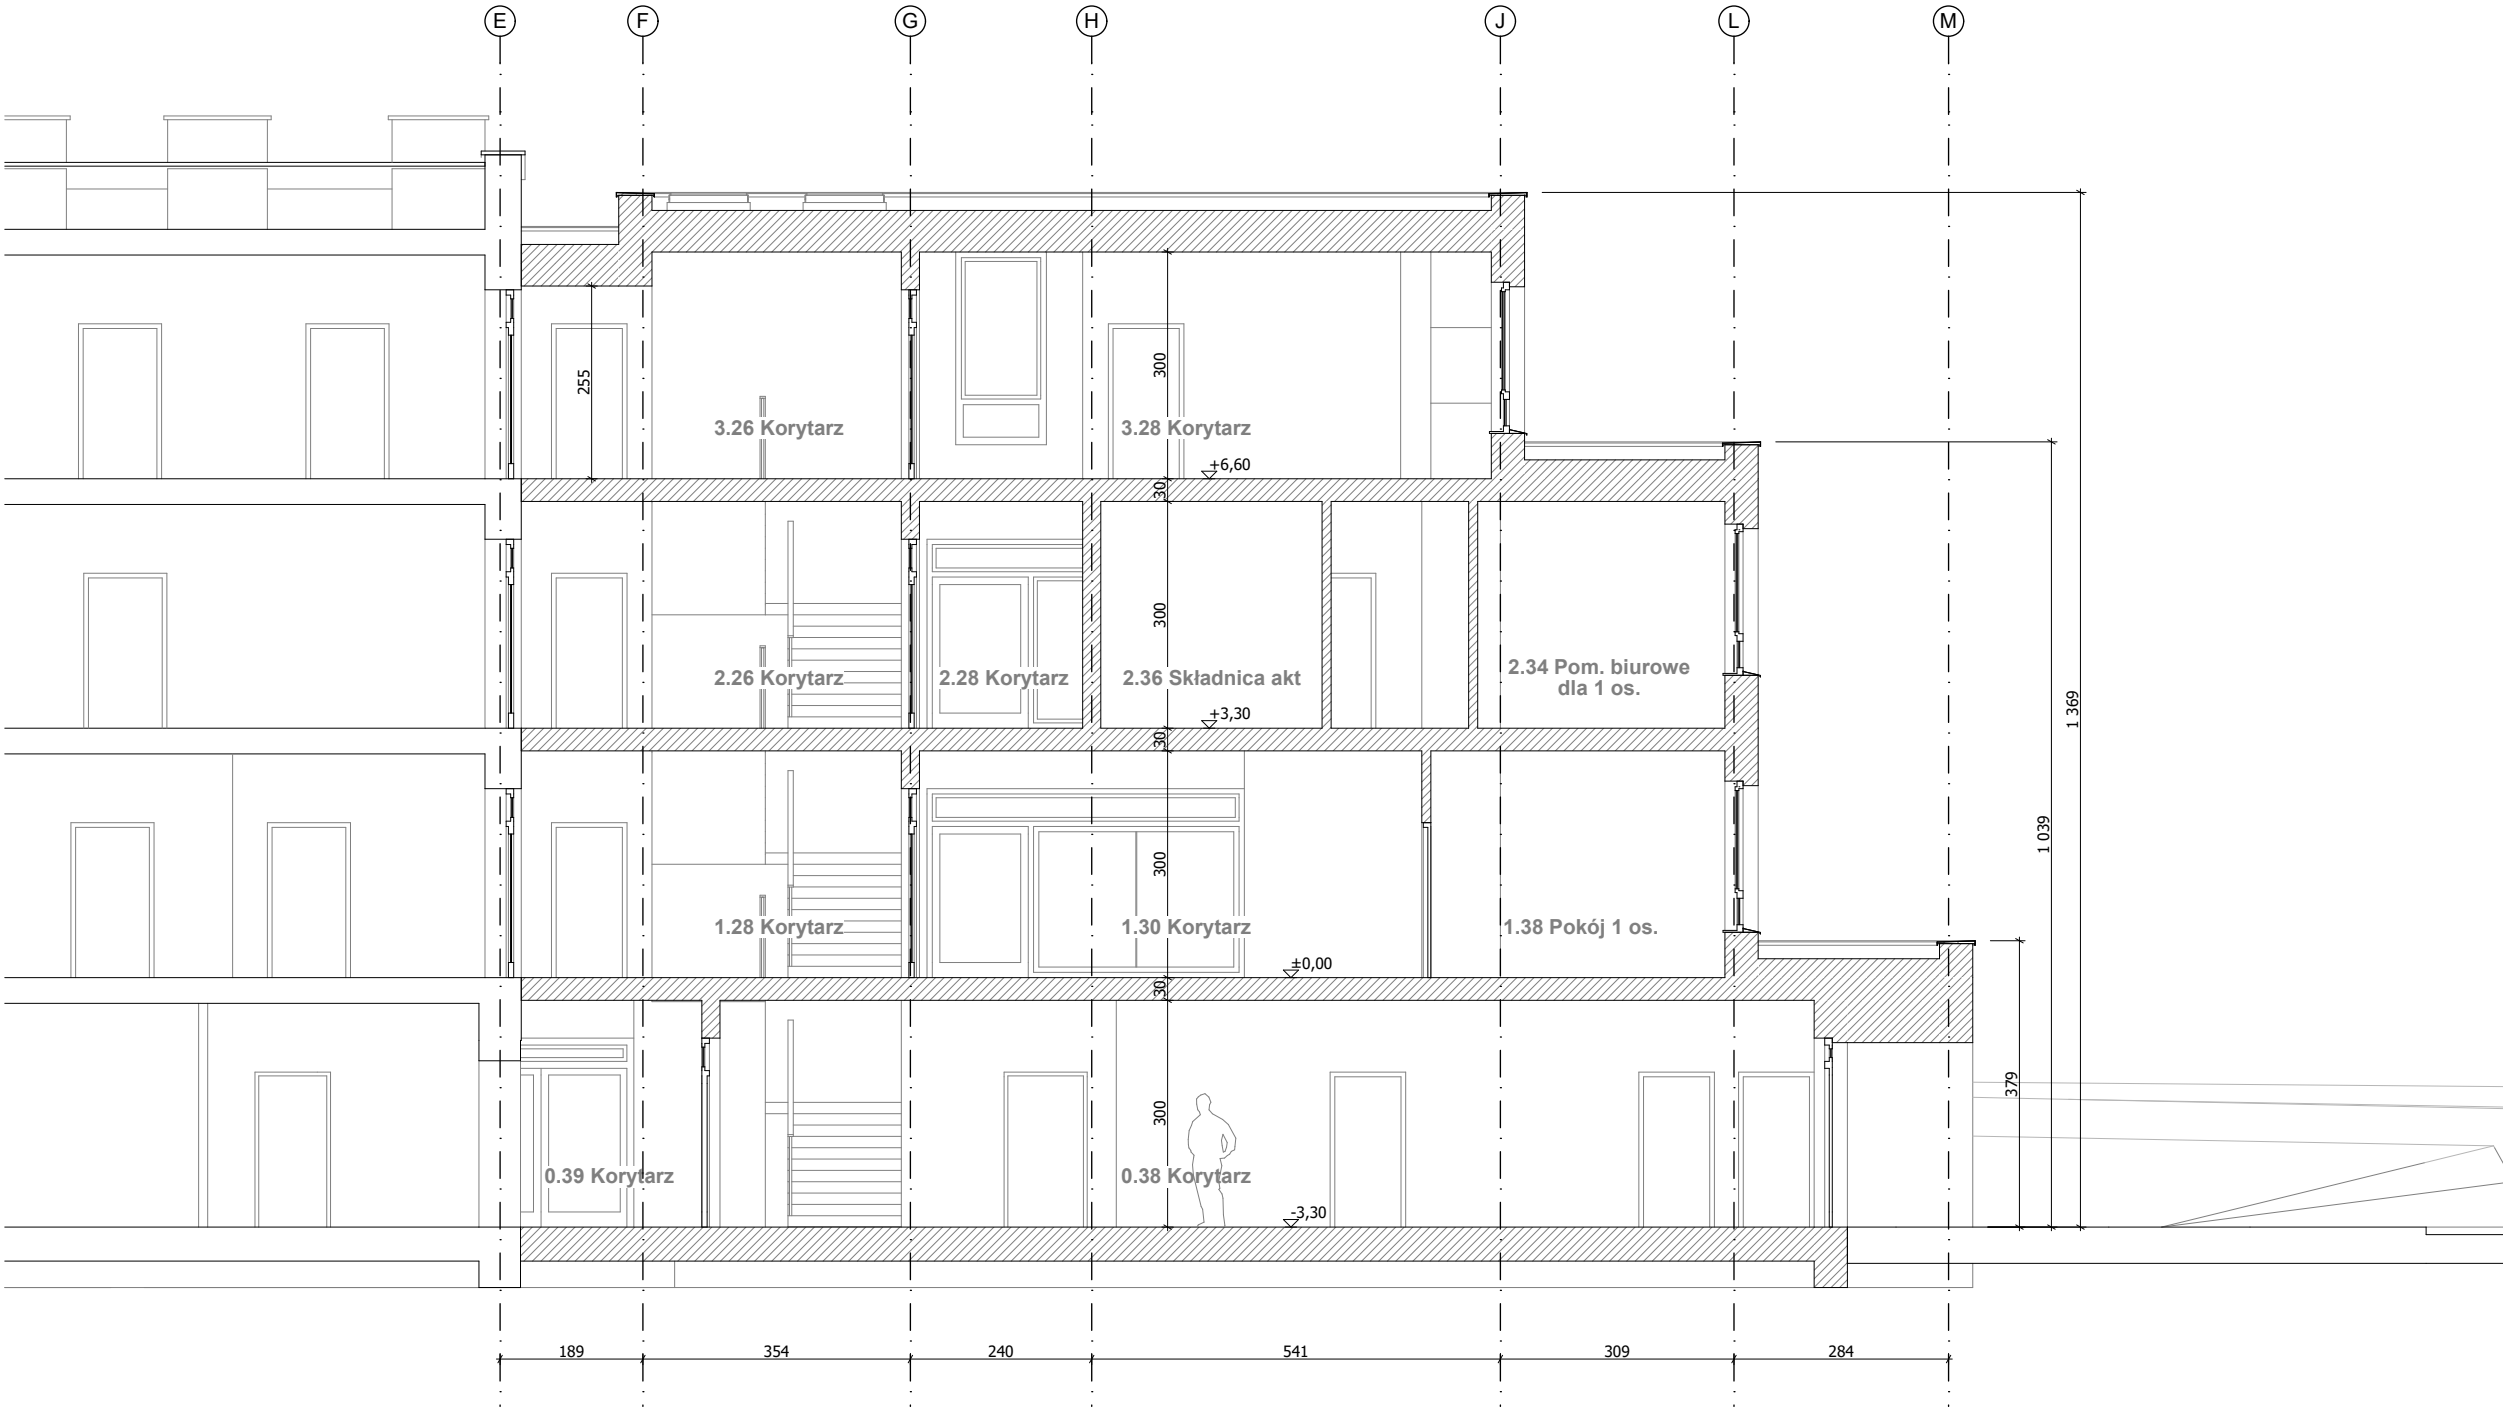 E
F
G
H
J
L
M
255
300
3.26 Korytarz
3.28 Korytarz
+6,60
30
300
2.26 Korytarz
2.28 Korytarz
2.36 Składnica akt
2.34 Pom. biurowe
dla 1 os.
+3,30
30
1 369
1 039
300
1.28 Korytarz
1.30 Korytarz
1.38 Pokój 1 os.
±0,00
30
379
300
0.39 Korytarz
0.38 Korytarz
-3,30
189
354
240
541
309
284